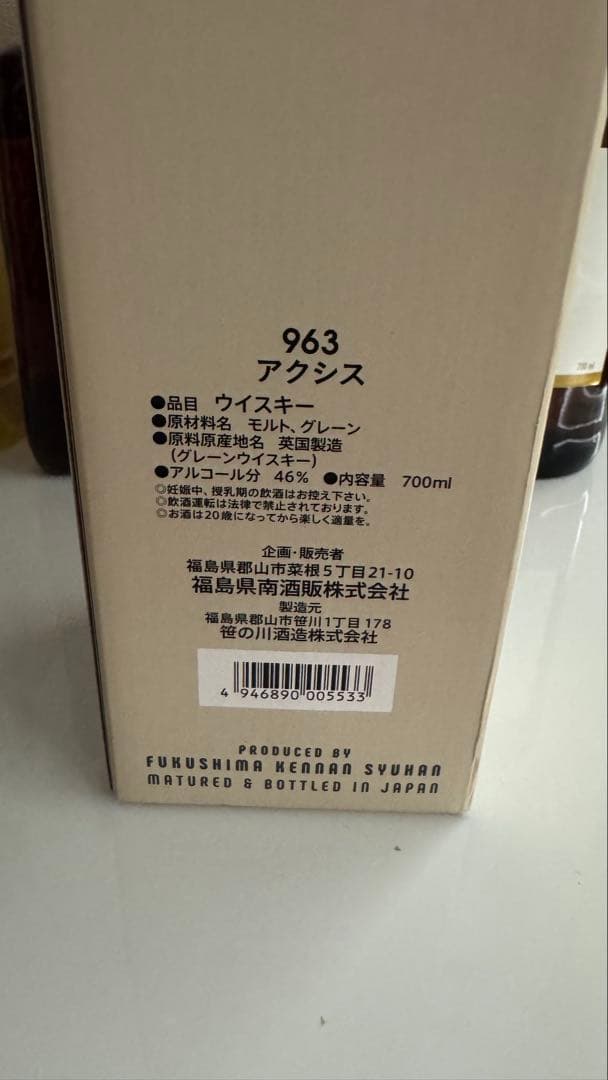 963
アクシス
●品目　ウイスキー
●原材料名　モルト、グレーン
●原料原産地名　英国製造
(グレーンウイスキー)
●アルコール分　46%　●内容量　700ml
◎妊娠中、授乳期の飲酒はお控え下さい。
◎飲酒運転は法律で禁止されております。
◎お酒は20歳になってから楽しく適量を。
企画・販売者
福島県郡山市菜根5丁目21-10
福島県南酒販株式会社
製造元
福島県郡山市笹川1丁目178
笹の川酒造株式会社
4 946890 005533
PRODUCED BY
FUKUSHIMA KENNAN SYUHAN
MATURED & BOTTLED IN JAPAN
700 ml